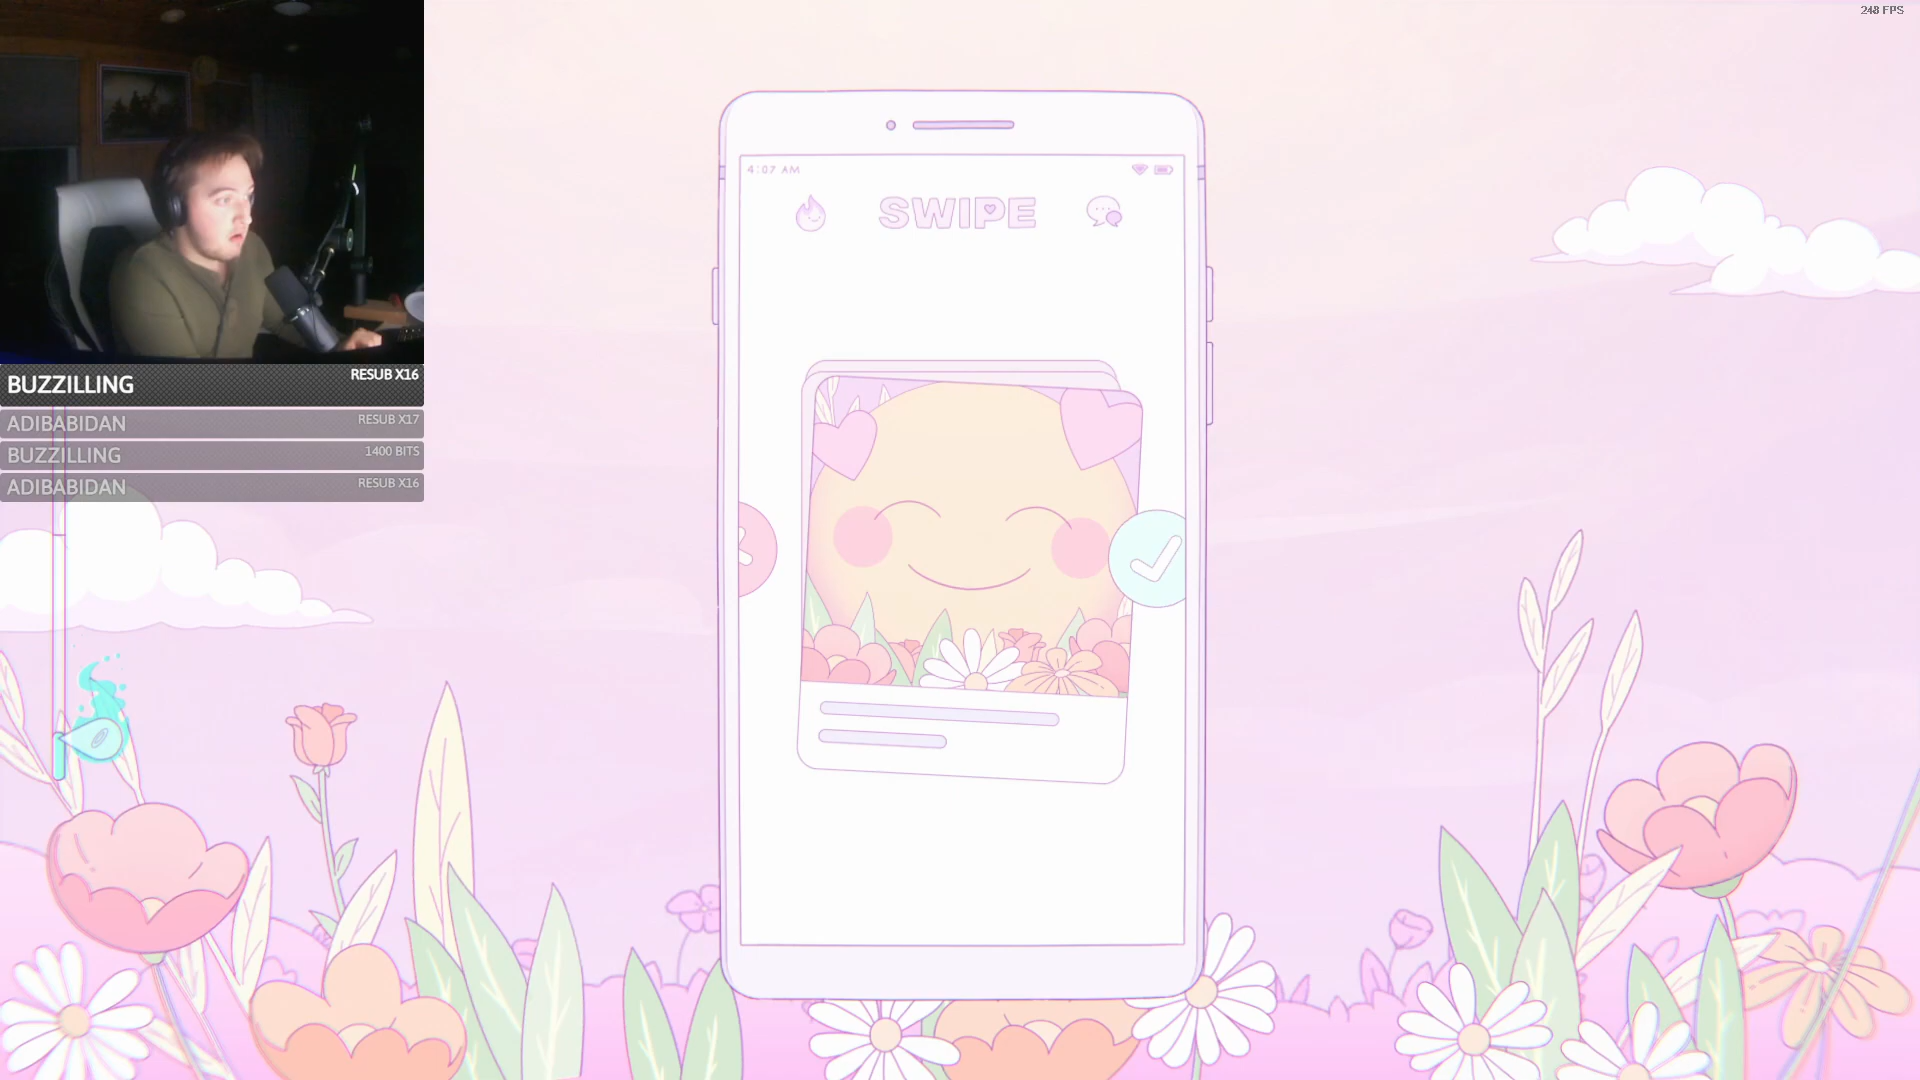 248 FPS
4:07 AM
SWIPE
BUZZILLING RESUB X16
ADIBABIDAN RESUB X17
BUZZILLING 1400 BITS
ADIBABIDAN RESUB X16